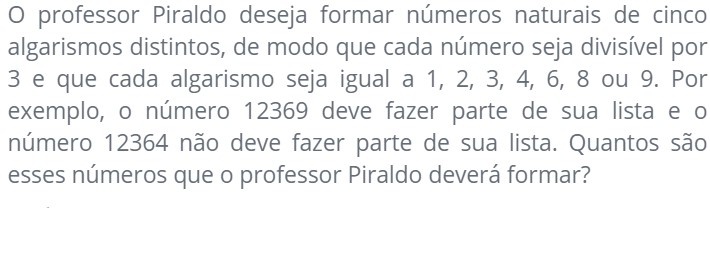 O professor Piraldo deseja formar números naturais de cinco
algarismos distintos, de modo que cada número seja divisível por
3 e que cada algarismo seja igual a 1, 2, 3, 4, 6, 8 ou 9. Por
exemplo, o número 12369 deve fazer parte de sua lista e o
número 12364 não deve fazer parte de sua lista. Quantos são
esses números que o professor Piraldo deverá formar?